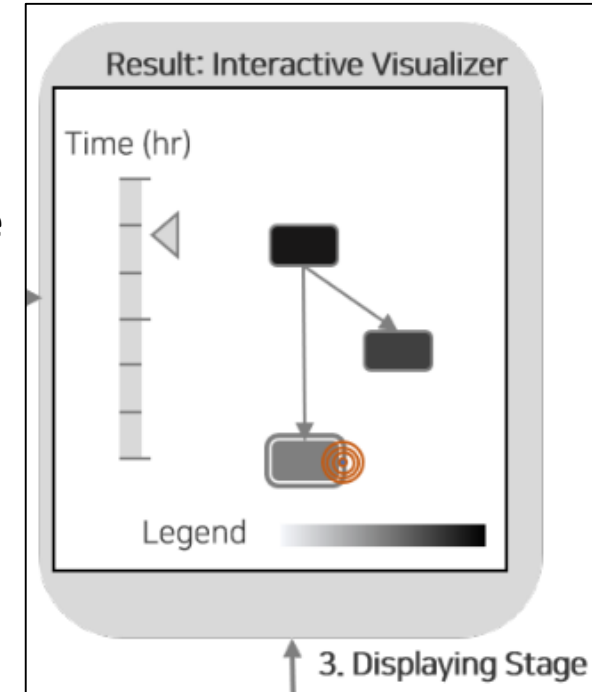 Result: Interactive Visualizer
Time (hr)
e
Legend
3. Displaying Stage